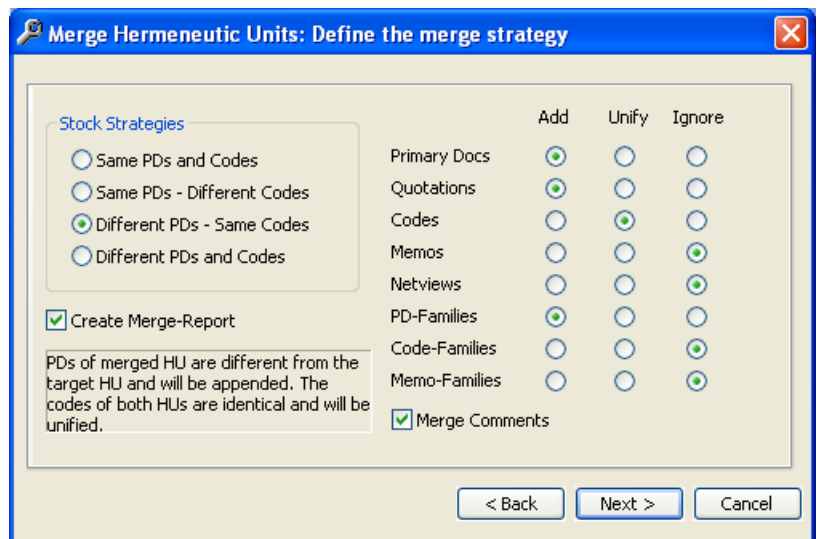 Merge Hermeneutic Units: Define the merge strategy
Stock Strategies
Same PDs and Codes
Same PDs - Different Codes
Different PDs - Same Codes
Different PDs and Codes
Create Merge-Report
PDs of merged HU are different from the
target HU and will be appended. The
codes of both HUs are identical and will be
unified.
Add Unify Ignore
Primary Docs
Quotations
Codes
Memos
Netviews
PD-Families
Code-Families
Memo-Families
Merge Comments
< Back Next > Cancel